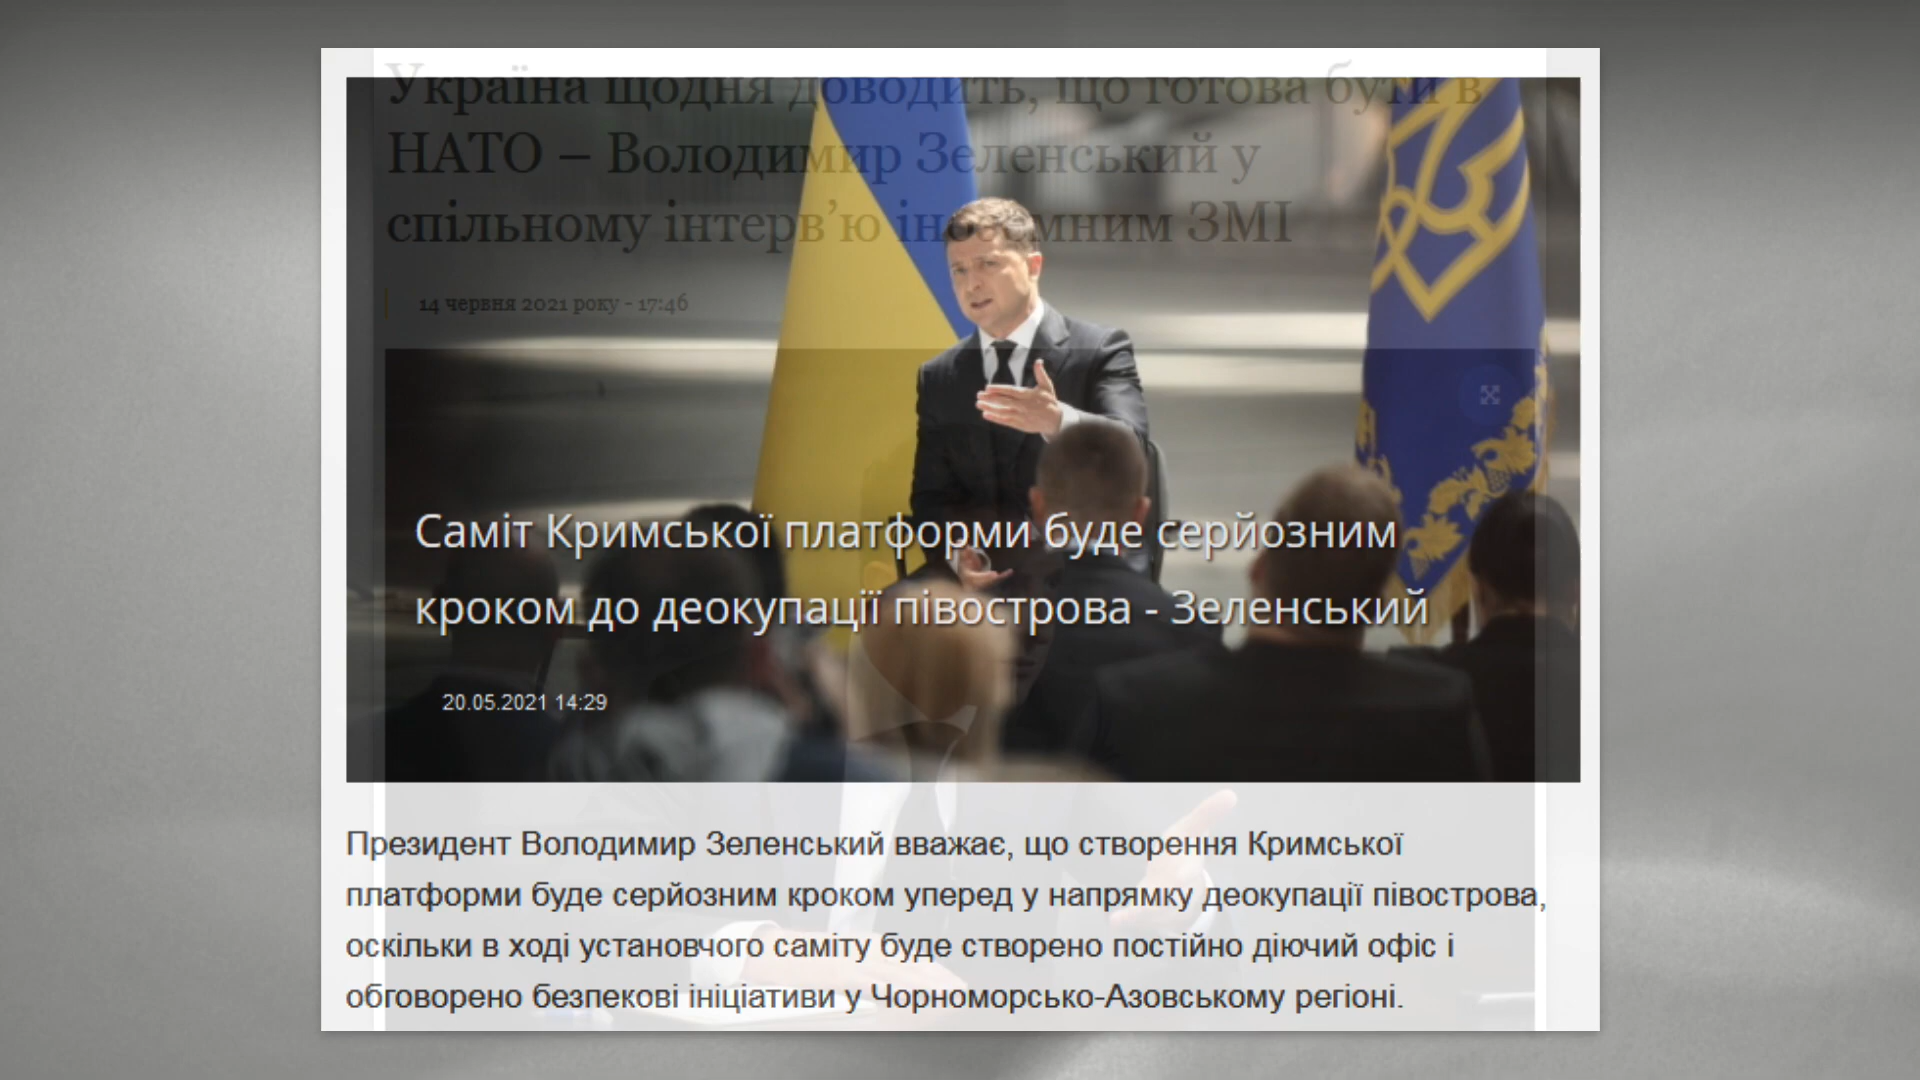 Україна щодня доводить, що готова бути в
НАТО – Володимир Зеленський у
спільному інтерв’ю іноземним ЗМІ
14 червня 2021 року - 17:46
Саміт Кримської платформи буде серйозним
кроком до деокупації півострова - Зеленський
20.05.2021 14:29
Президент Володимир Зеленський вважає, що створення Кримської
платформи буде серйозним кроком уперед у напрямку деокупації півострова,
оскільки в ході установчого саміту буде створено постійно діючий офіс і
обговорено безпекові ініціативи у Чорноморсько-Азовському регіоні.